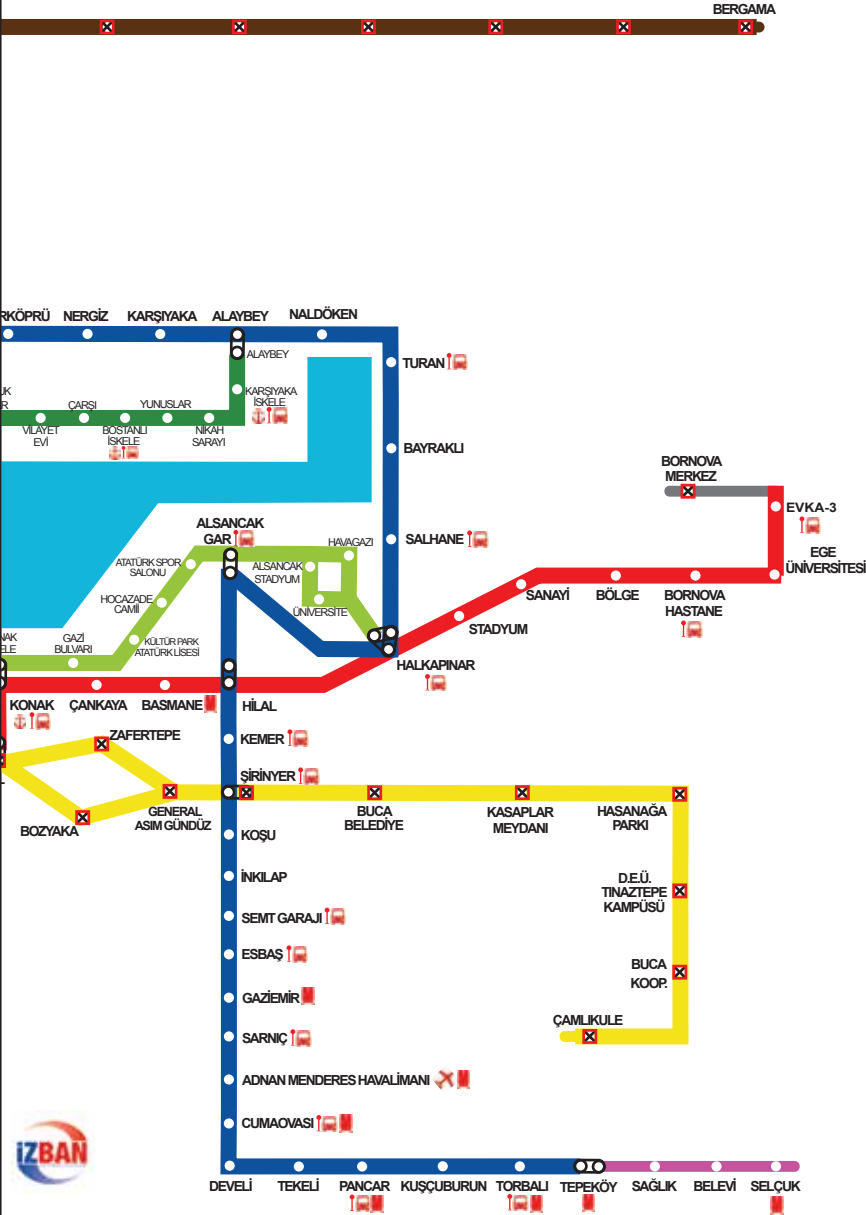 BERGAMA
RKÖPRÜ
NERGİZ
KARŞIYAKA
ALAYBEY
NALDÖKEN
ALAYBEY
TURAN
UK
R
ÇARŞI
YUNUSLAR
KARŞIYAKA
İSKELE
VİLAYET
EVİ
BOSTANLI
İSKELE
NİKAH
SARAYI
BAYRAKLI
BORNOVA
MERKEZ
EVKA-3
ALSANCAK
GAR
SALHANE
HAVAGAZI
EGE
ÜNİVERSİTESİ
ATATÜRK SPOR
SALONU
ALSANCAK
STADYUM
HOCAZADE
CAMİİ
ÜNİVERSİTE
SANAYİ
BÖLGE
BORNOVA
HASTANE
STADYUM
NAK
ELE
GAZİ
BULVARI
KÜLTÜR PARK
ATATÜRK LİSESİ
HALKAPINAR
KONAK
ÇANKAYA
BASMANE
HİLAL
ZAFERTEPE
KEMER
ŞİRİNYER
L
BOZYAKA
GENERAL
ASIM GÜNDÜZ
BUCA
BELEDİYE
KASAPLAR
MEYDANI
HASANAĞA
PARKI
KOŞU
İNKILAP
D.E.Ü.
TINAZTEPE
KAMPÜSÜ
SEMT GARAJI
ESBAŞ
BUCA
KOOP.
GAZİEMİR
ÇAMLIKULE
SARNIÇ
ADNAN MENDERES HAVALİMANI
CUMAOVASI
İZBAN
DEVELİ
TEKELİ
PANCAR
KUŞÇUBURUN
TORBALI
TEPEKÖY
SAĞLIK
BELEVİ
SELÇUK